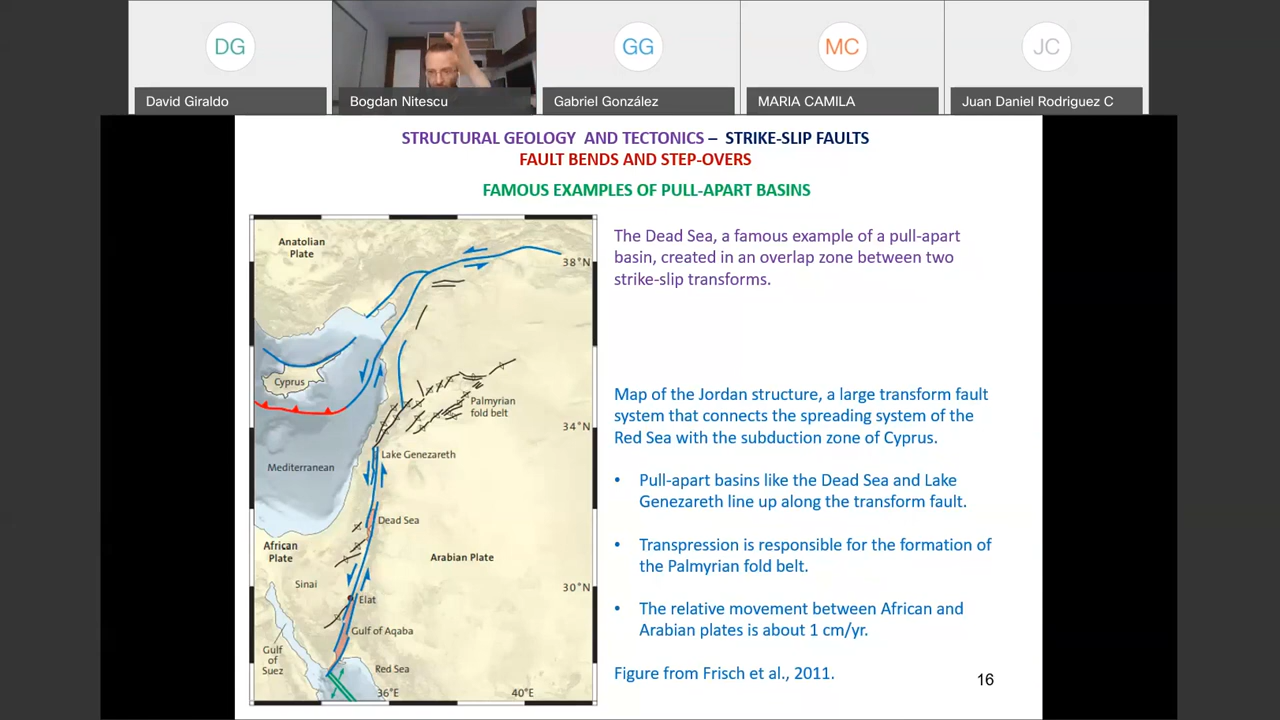 DG
GG
MC
JC
David Giraldo
Bogdan Nitescu
Gabriel González
MARIA CAMILA
Juan Daniel Rodriguez C
STRUCTURAL GEOLOGY AND TECTONICS – STRIKE-SLIP FAULTS
FAULT BENDS AND STEP-OVERS
FAMOUS EXAMPLES OF PULL-APART BASINS
Anatolian
Plate
38°N
Cyprus
Palmyrian
fold belt
34°N
Lake Genezareth
Mediterranean
Dead Sea
African
Plate
Arabian Plate
Sinai
30°N
Elat
Gulf of Aqaba
Gulf
of
Suez
Red Sea
36°E
40°E
The Dead Sea, a famous example of a pull-apart
basin, created in an overlap zone between two
strike-slip transforms.
Map of the Jordan structure, a large transform fault
system that connects the spreading system of the
Red Sea with the subduction zone of Cyprus.
• Pull-apart basins like the Dead Sea and Lake
Genezareth line up along the transform fault.
• Transpression is responsible for the formation of
the Palmyrian fold belt.
• The relative movement between African and
Arabian plates is about 1 cm/yr.
Figure from Frisch et al., 2011.
16